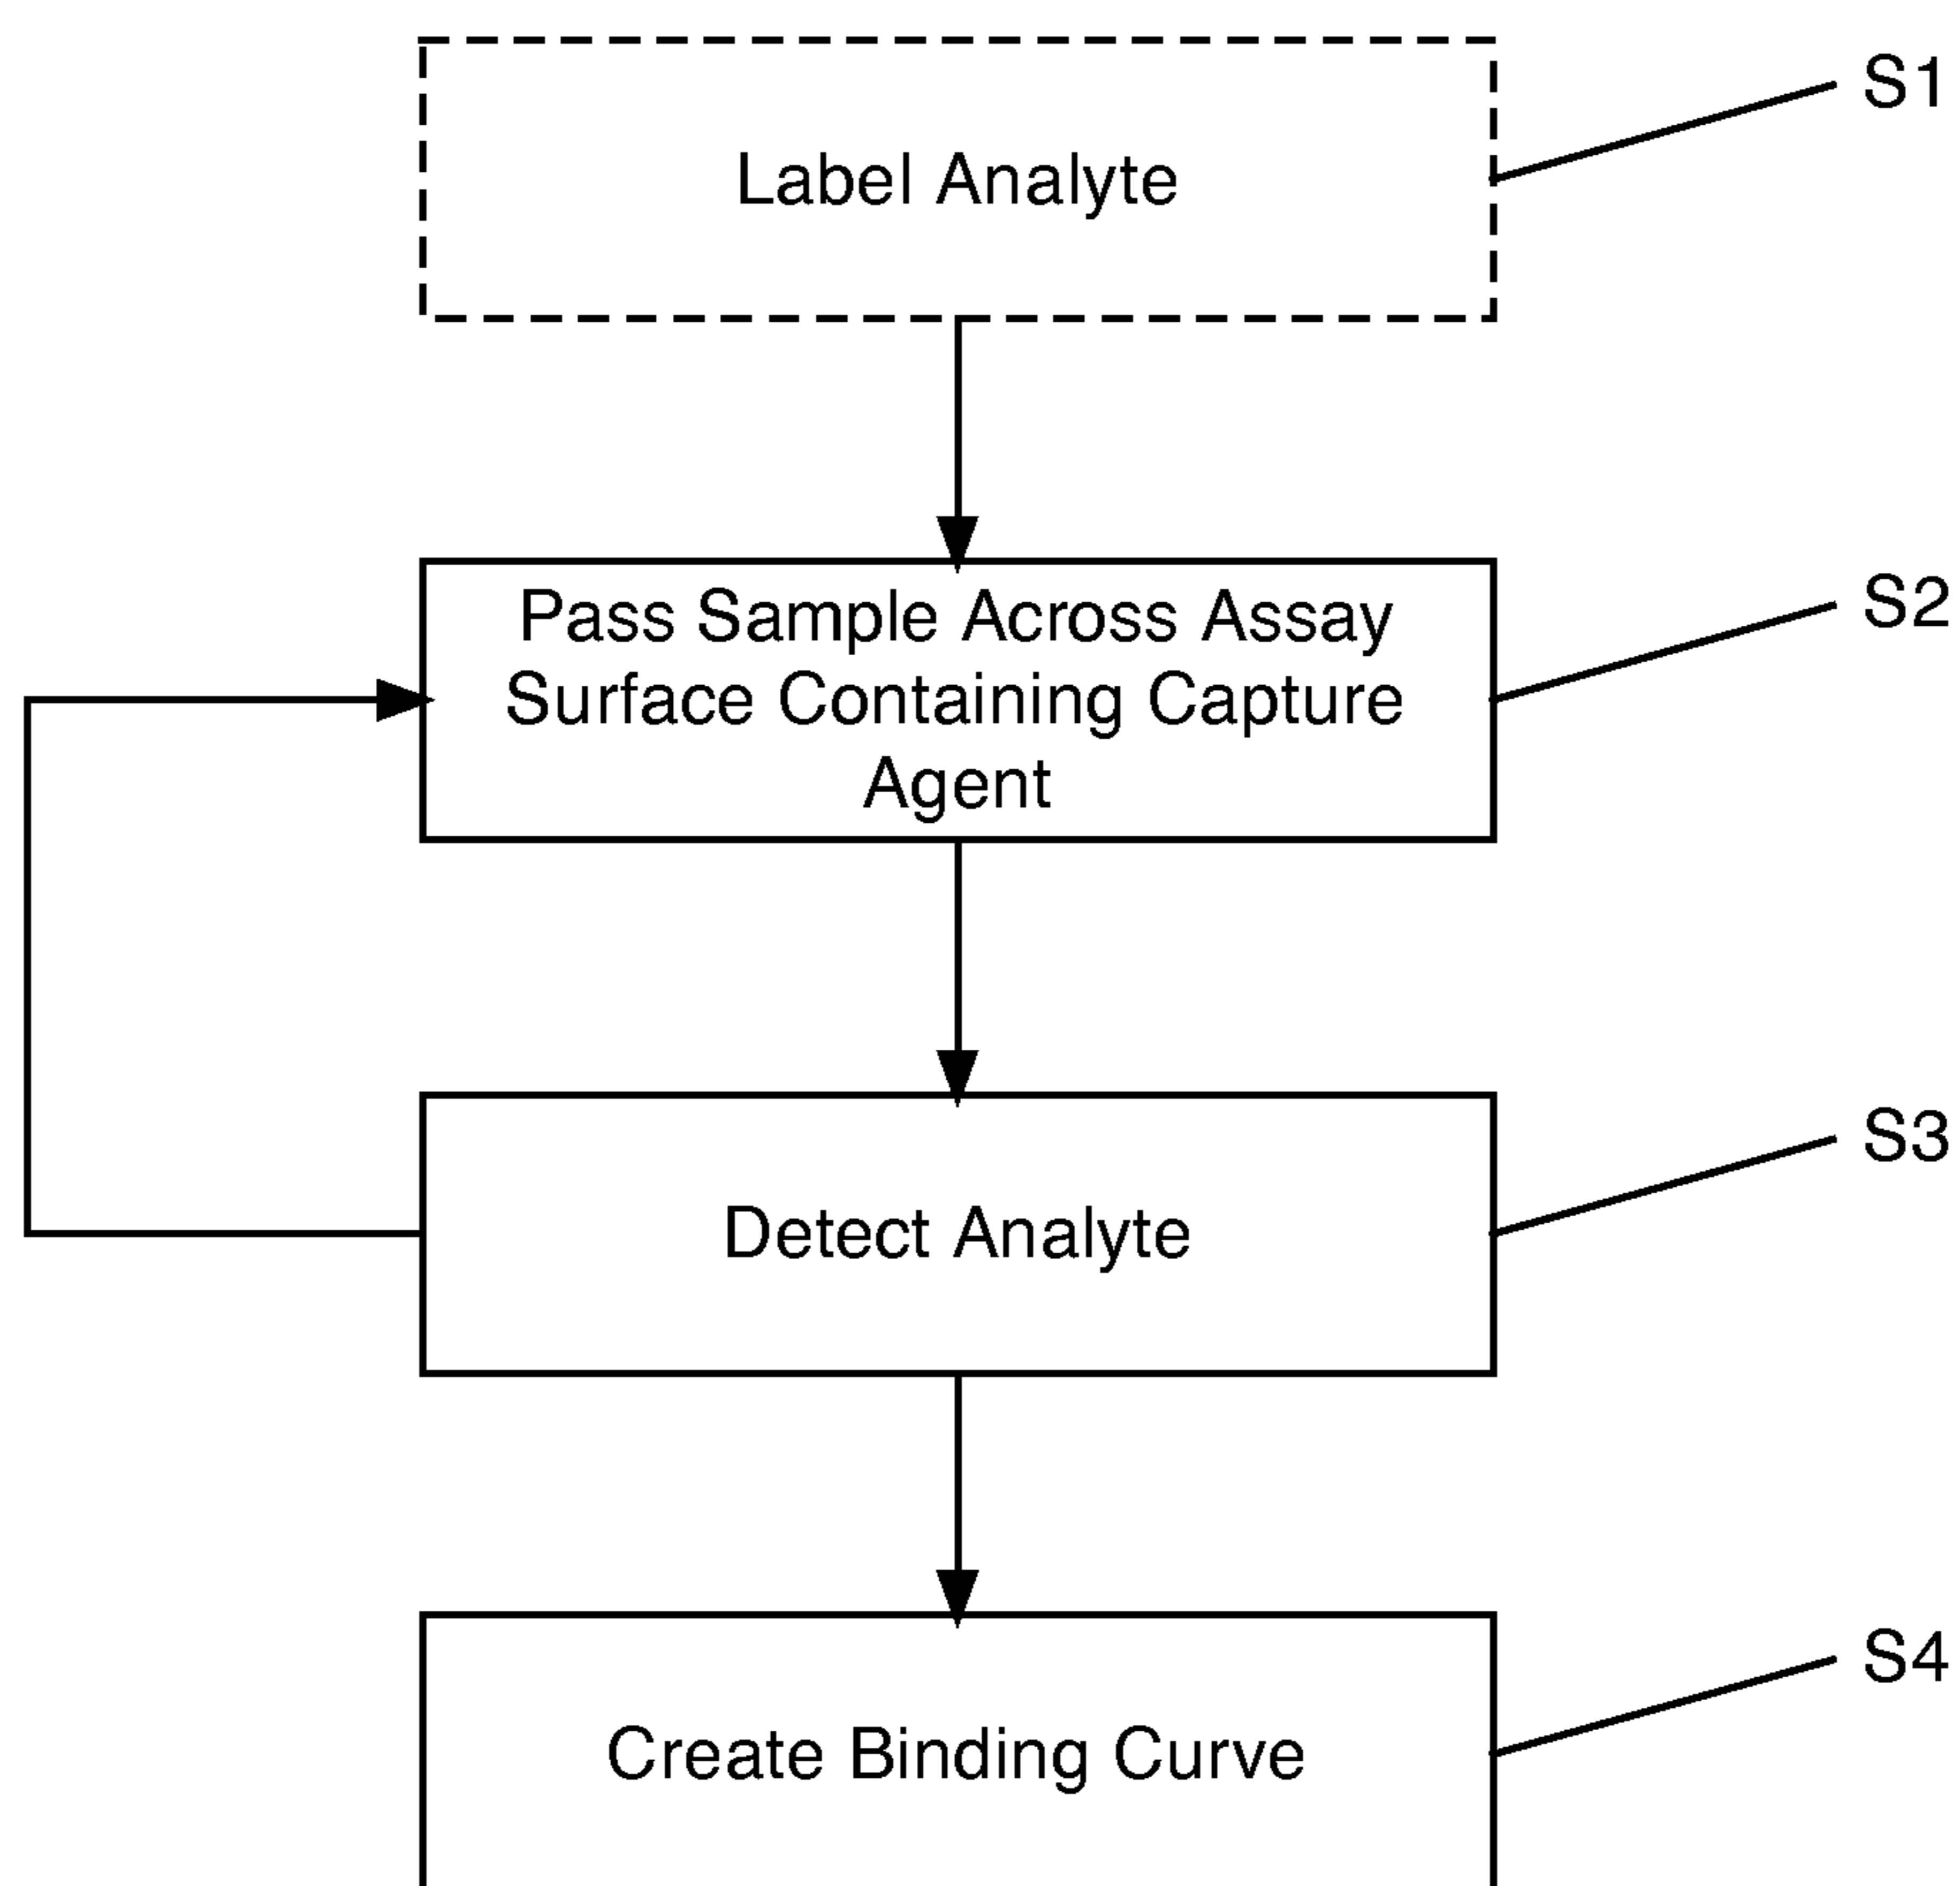 S1
Label Analyte
S2
Pass Sample Across Assay
Surface Containing Capture
Agent
S3
Detect Analyte
S4
Create Binding Curve